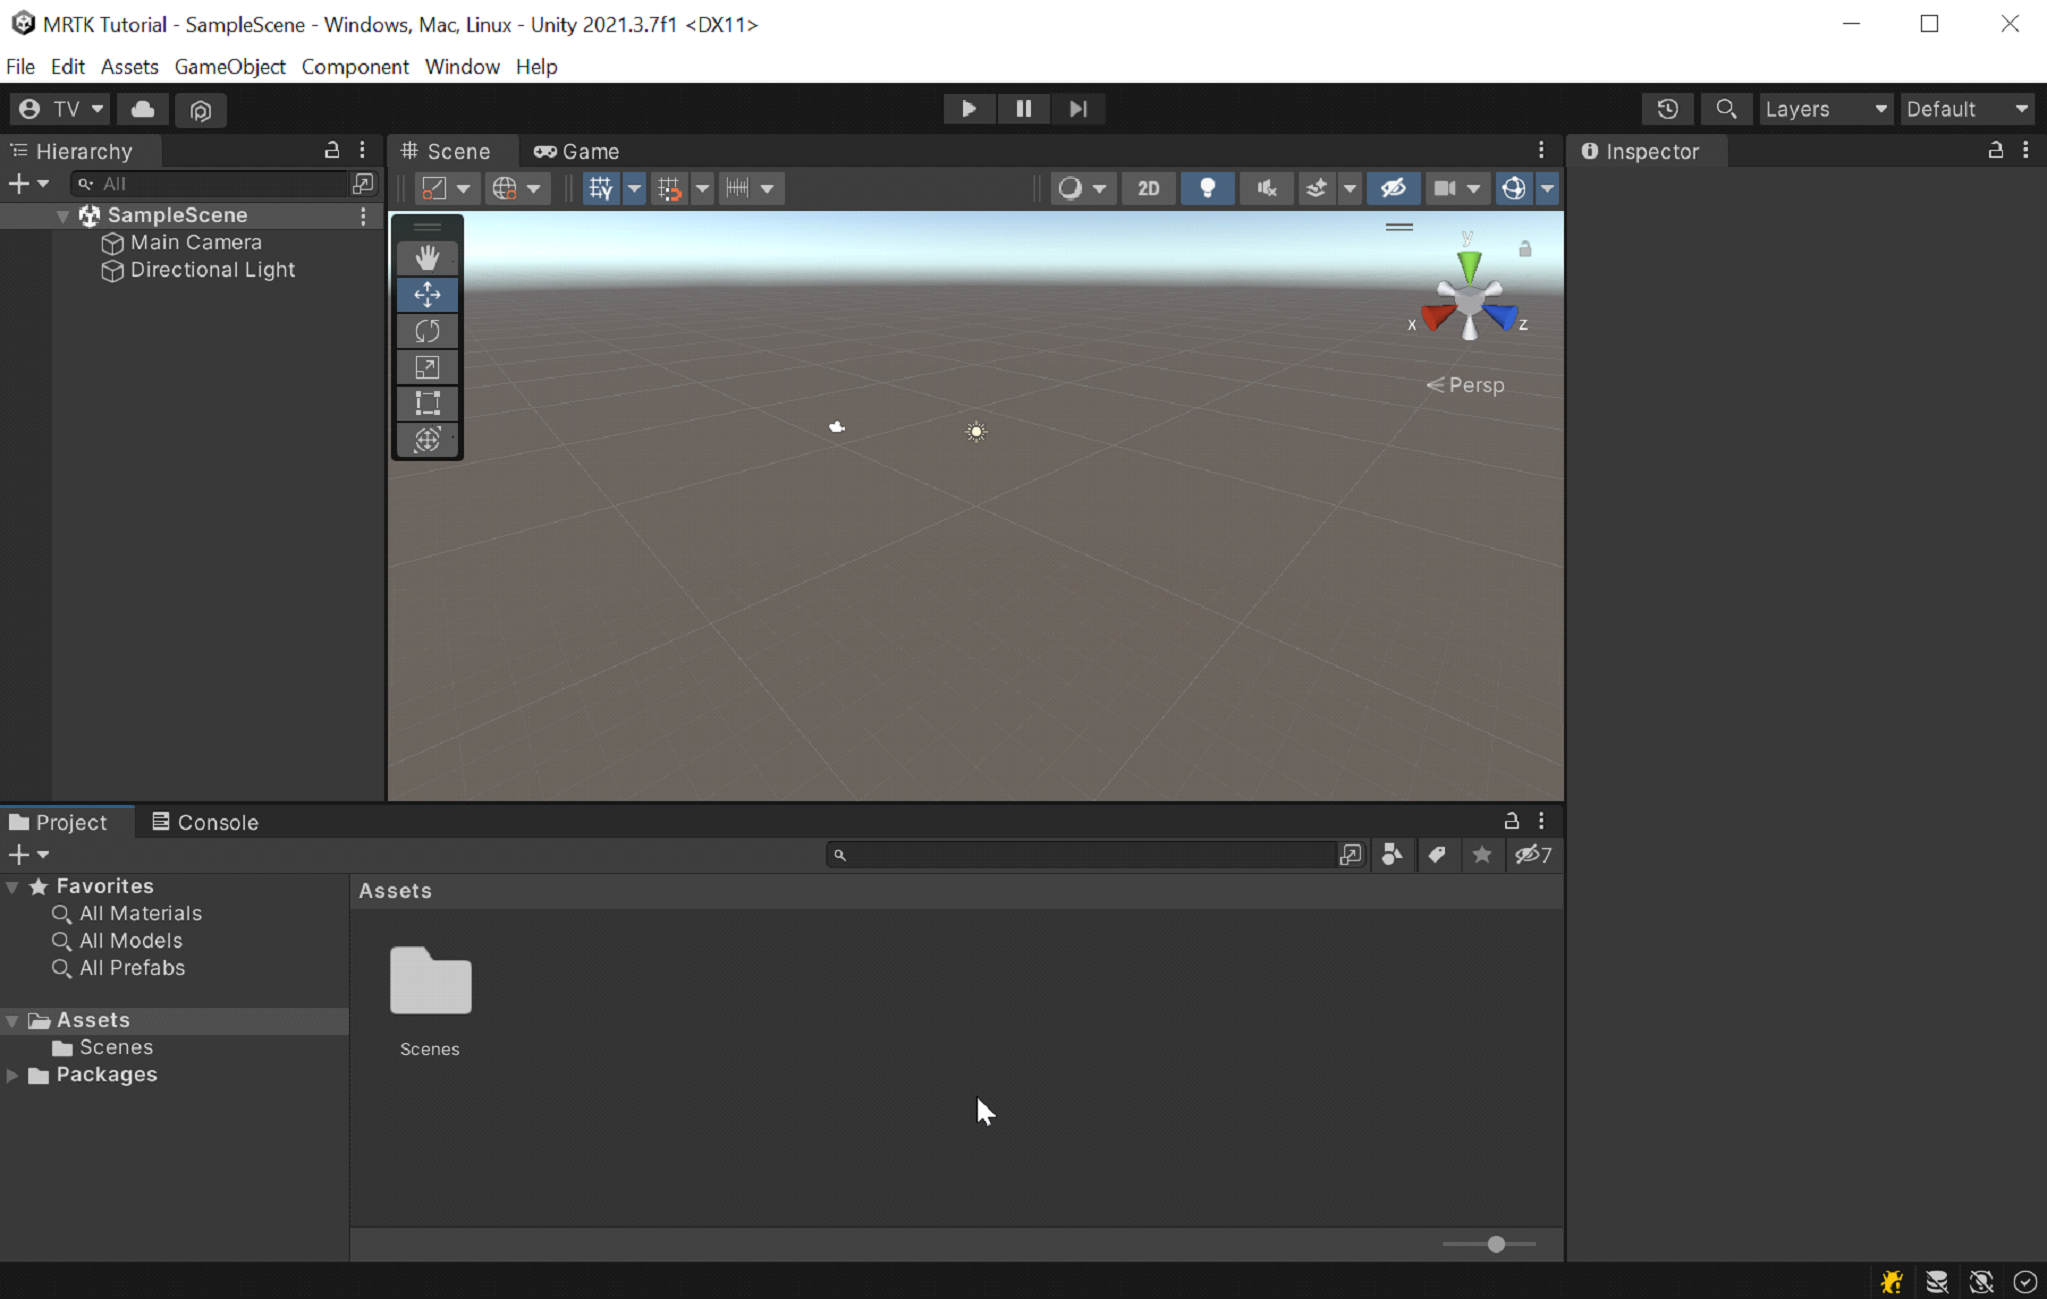 MRTK Tutorial - SampleScene - Windows, Mac, Linux - Unity 2021.3.7f1 <DX11>
File Edit Assets GameObject Component Window Help
TV
Layers
Default
Hierarchy
Scene
Game
Inspector
All
2D
SampleScene
Main Camera
Directional Light
y
x
z
Persp
Project
Console
7
Favorites
Assets
All Materials
All Models
All Prefabs
Assets
Scenes
Scenes
Packages